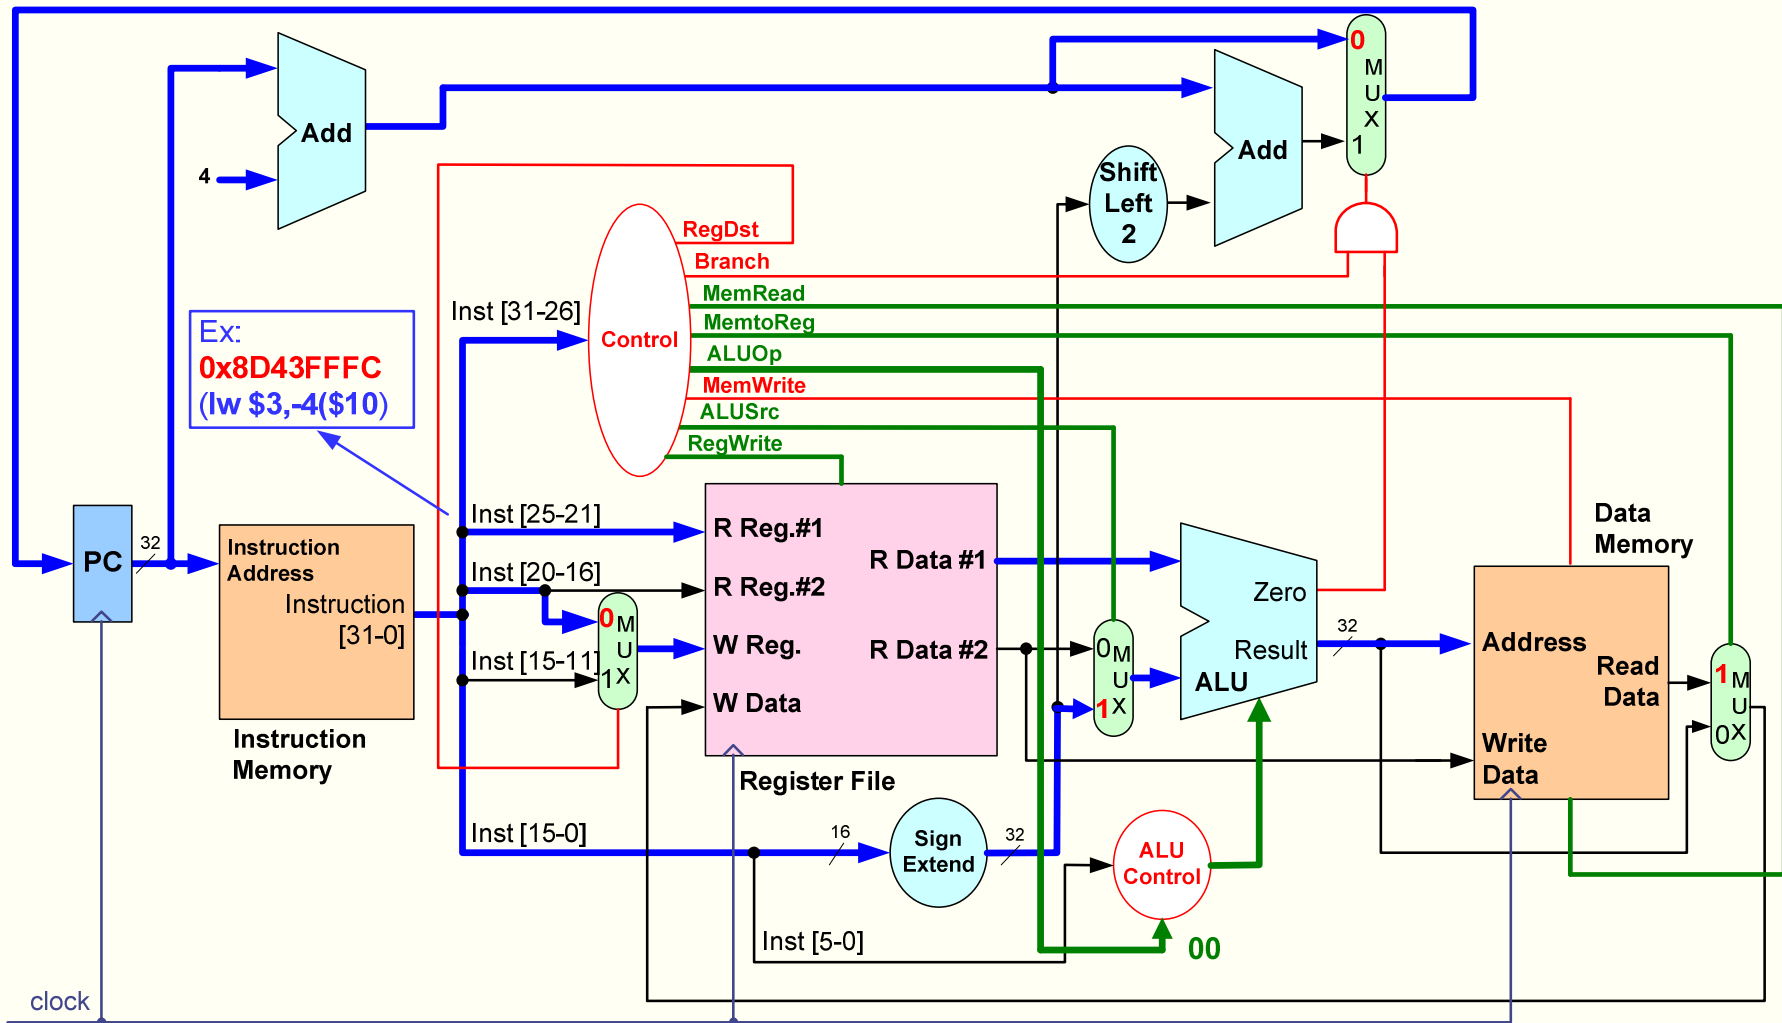 0
M
U
X
1
Add
4
Add
Shift
Left
2
RegDst
Branch
MemRead
MemtoReg
ALUOp
MemWrite
ALUSrc
RegWrite
Control
Inst [31-26]
Ex:
0x8D43FFFC
(lw $3,-4($10)
PC
32
Instruction
Address
Instruction
[31-0]
Instruction
Memory
Inst [25-21]
Inst [20-16]
Inst [15-11]
0
M
U
X
1
R Reg.#1
R Reg.#2
W Reg.
W Data
R Data #1
R Data #2
Register File
0
M
U
X
1
Zero
Result
ALU
32
Data
Memory
Address
Read
Data
Write
Data
1
M
U
X
0
Inst [15-0]
16
Sign
Extend
32
ALU
Control
Inst [5-0]
00
clock